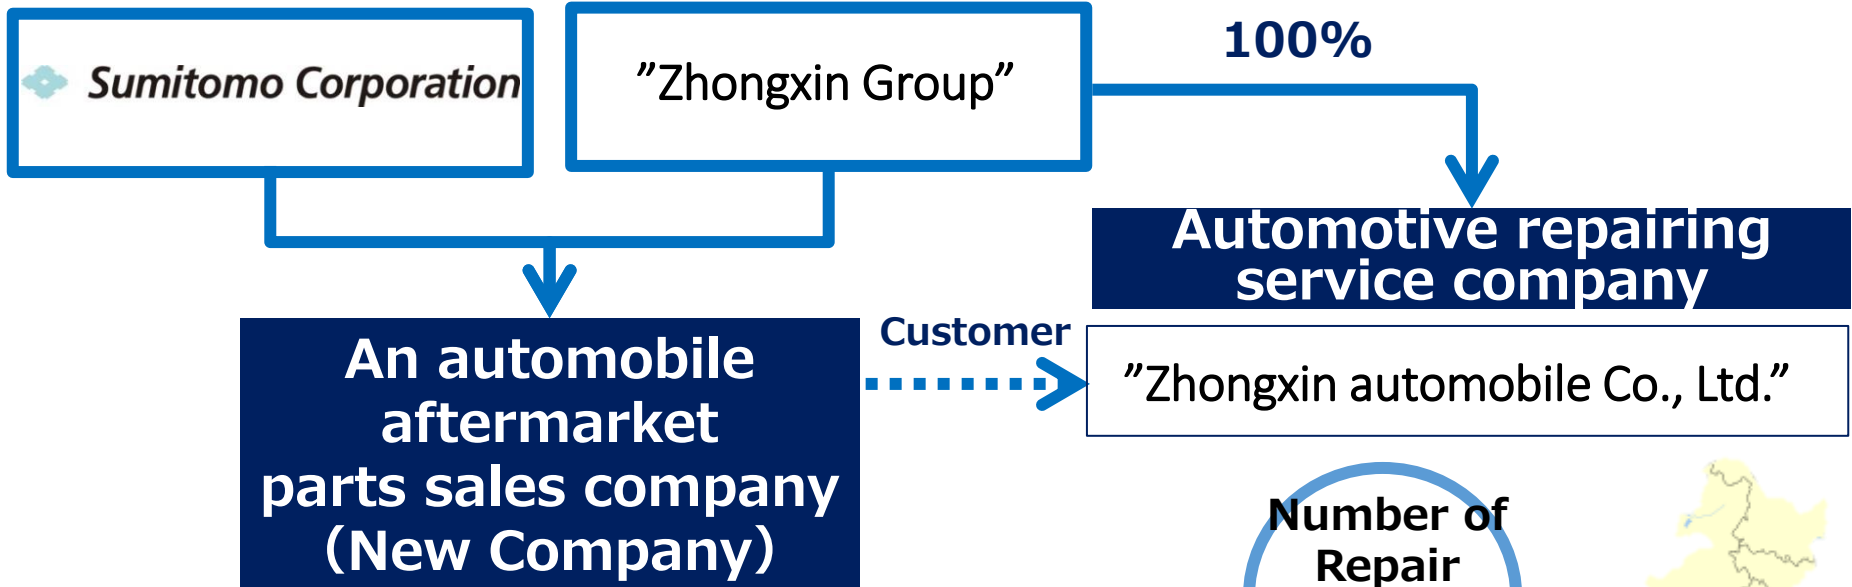 Sumitomo Corporation
”Zhongxin Group”
100%
Automotive repairing
service company
Customer
”Zhongxin automobile Co., Ltd.”
An automobile
aftermarket
parts sales company
（New Company）
Number of
Repair